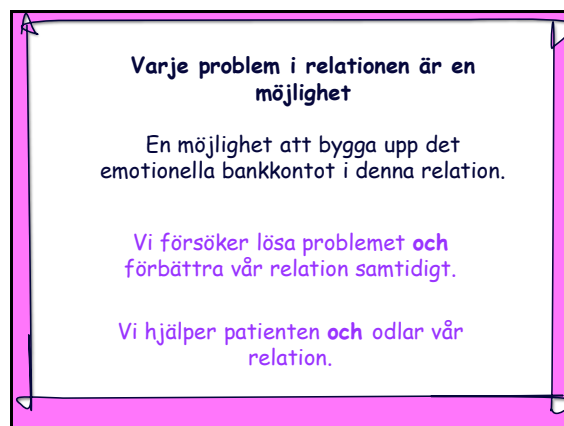 Varje problem i relationen är en
möjlighet
En möjlighet att bygga upp det
emotionella bankkontot i denna relation.
Vi försöker lösa problemet och
förbättra vår relation samtidigt.
Vi hjälper patienten och odlar vår
relation.